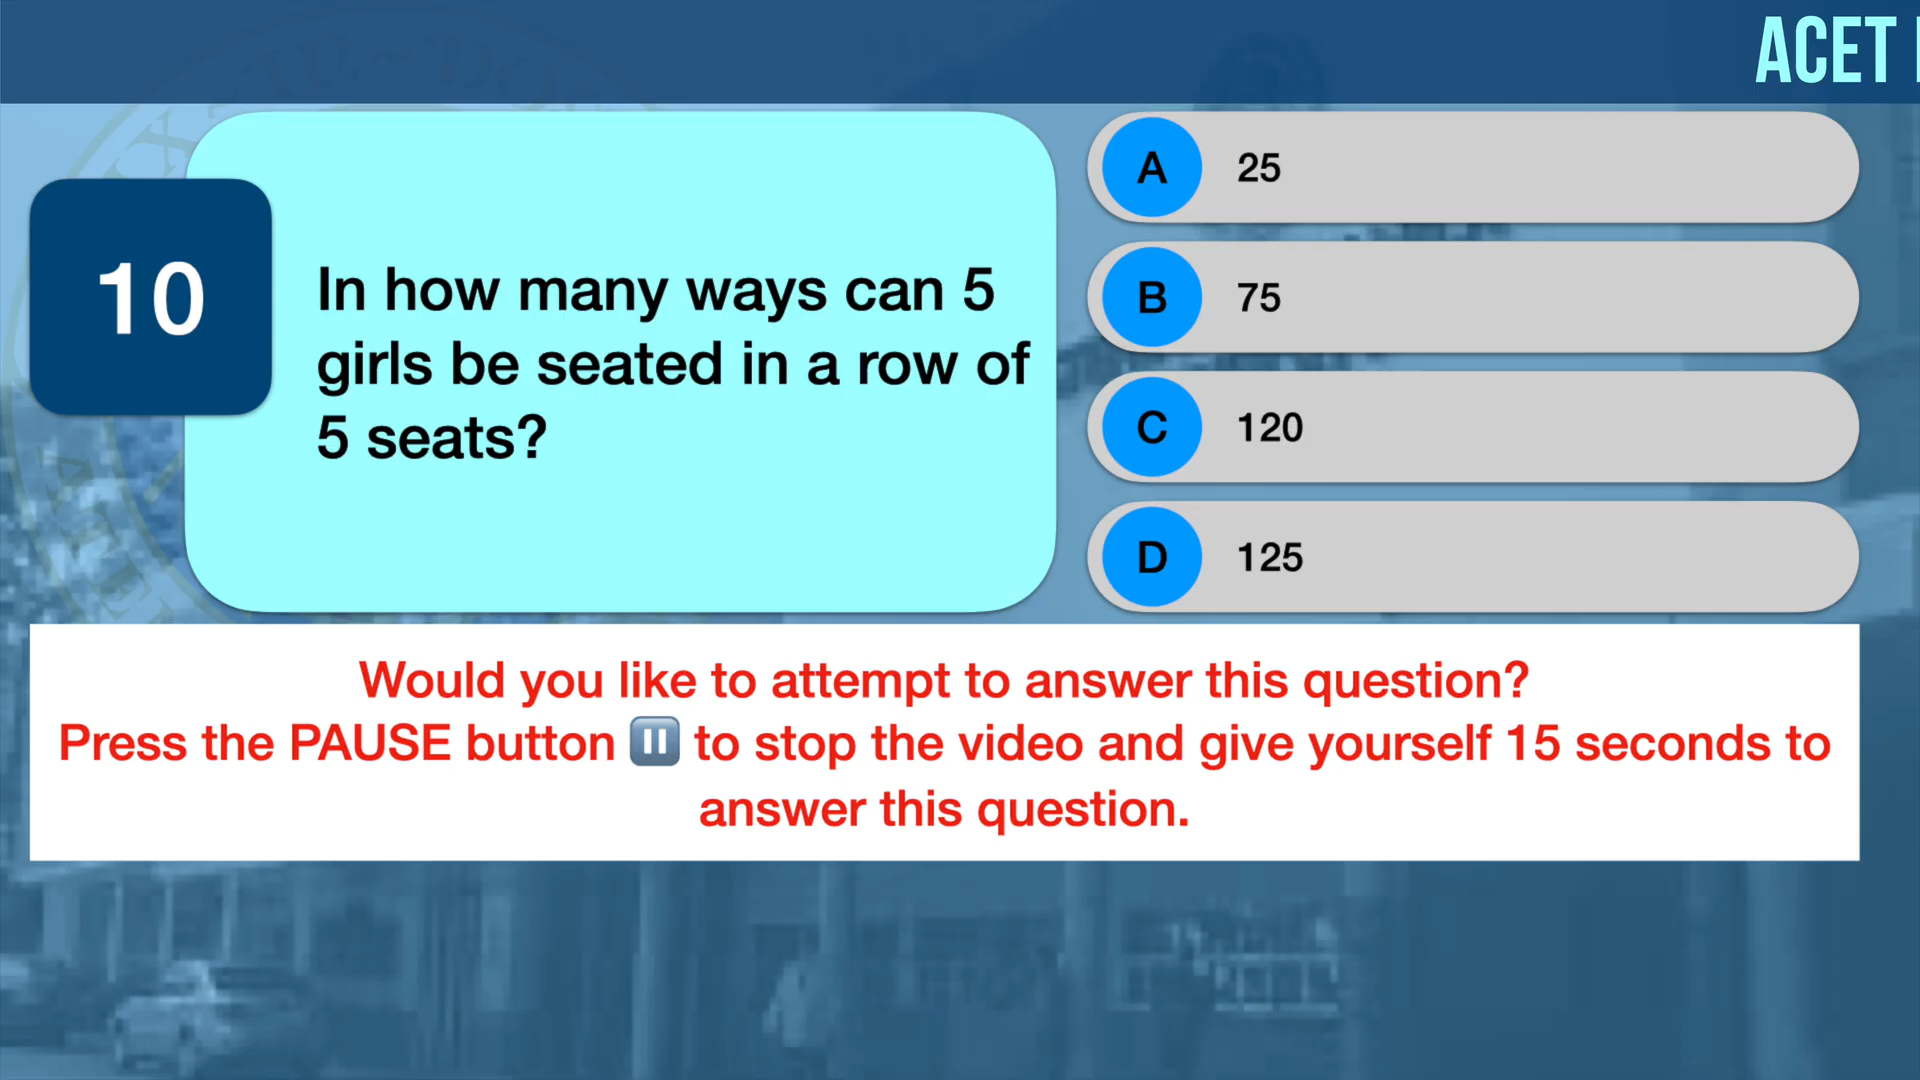 ACET
10
In how many ways can 5
girls be seated in a row of
5 seats?
A 25
B 75
C 120
D 125
Would you like to attempt to answer this question?
Press the PAUSE button ⏸️ to stop the video and give yourself 15 seconds to
answer this question.